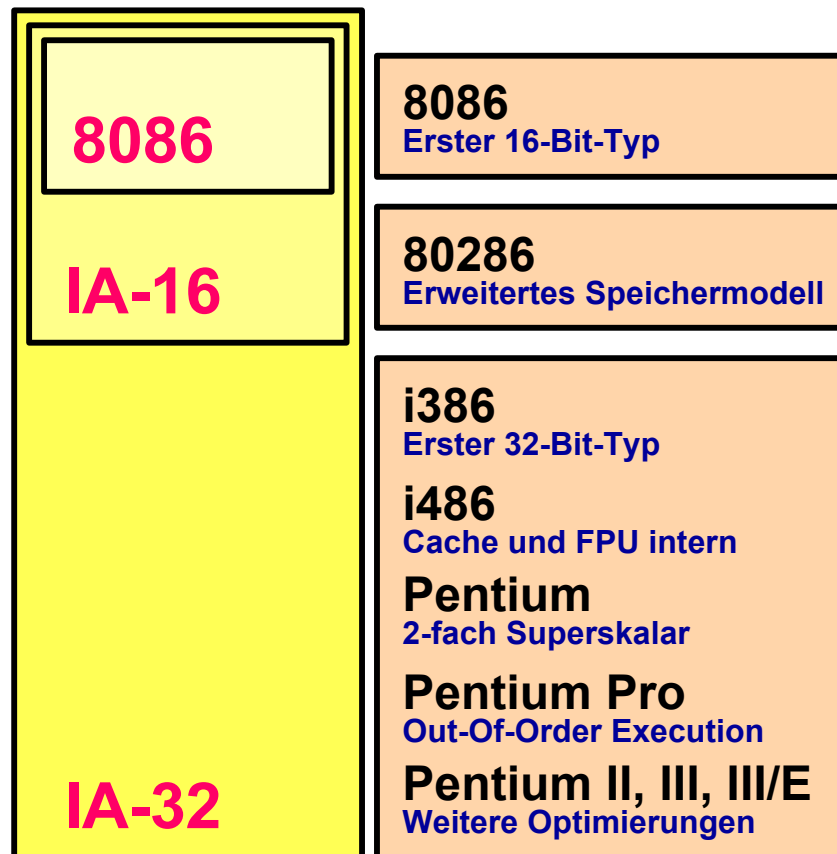 8086
8086
Erster 16-Bit-Typ
IA-16
80286
Erweitertes Speichermodell
i386
Erster 32-Bit-Typ
i486
Cache und FPU intern
Pentium
2-fach Superskalar
Pentium Pro
Out-Of-Order Execution
IA-32
Pentium II, III, III/E
Weitere Optimierungen